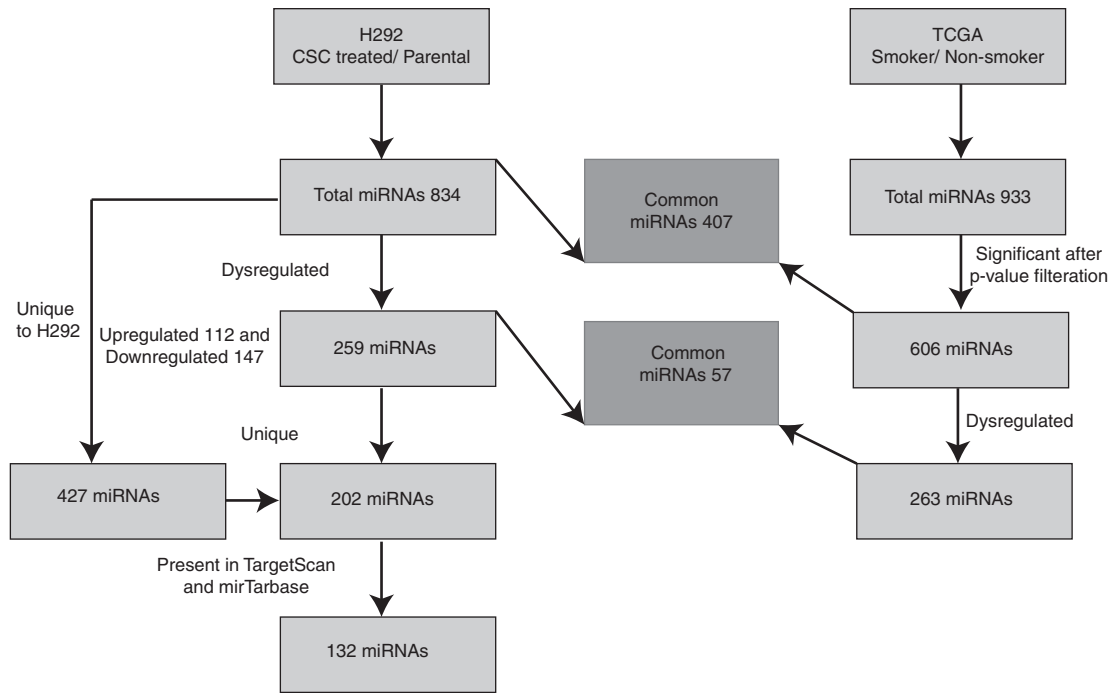 H292
CSC treated/ Parental
TCGA
Smoker/ Non-smoker
Total miRNAs 834
Common
miRNAs 407
Total miRNAs 933
Dysregulated
Significant after
p-value filteration
Unique
to H292
Upregulated 112 and
Downregulated 147
259 miRNAs
Common
miRNAs 57
606 miRNAs
Unique
Dysregulated
427 miRNAs
202 miRNAs
263 miRNAs
Present in TargetScan
and mirTarbase
132 miRNAs